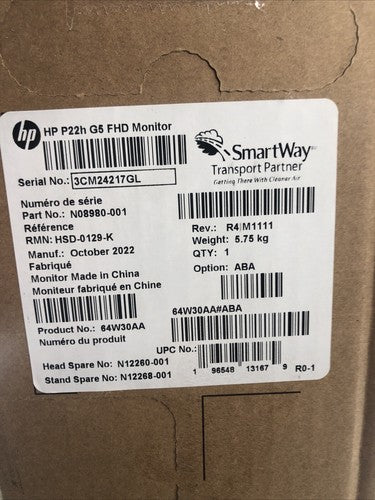 hp HP P22h G5 FHD Monitor
SmartWay
Transport Partner
Getting There With Cleaner Air
Serial No.: 3CM24217GL
Numéro de série
Part No.: N08980-001
Référence
RMN: HSD-0129-K
Manuf.: October 2022
Fabriqué
Monitor Made in China
Moniteur fabriqué en Chine
Rev.: R4|M1111
Weight: 5.75 kg
QTY: 1
Option: ABA
64W30AA#ABA
Product No.: 64W30AA
Numéro du produit
UPC No.:
1 96548 13167 9 R0-1
Head Spare No: N12260-001
Stand Spare No: N12268-001